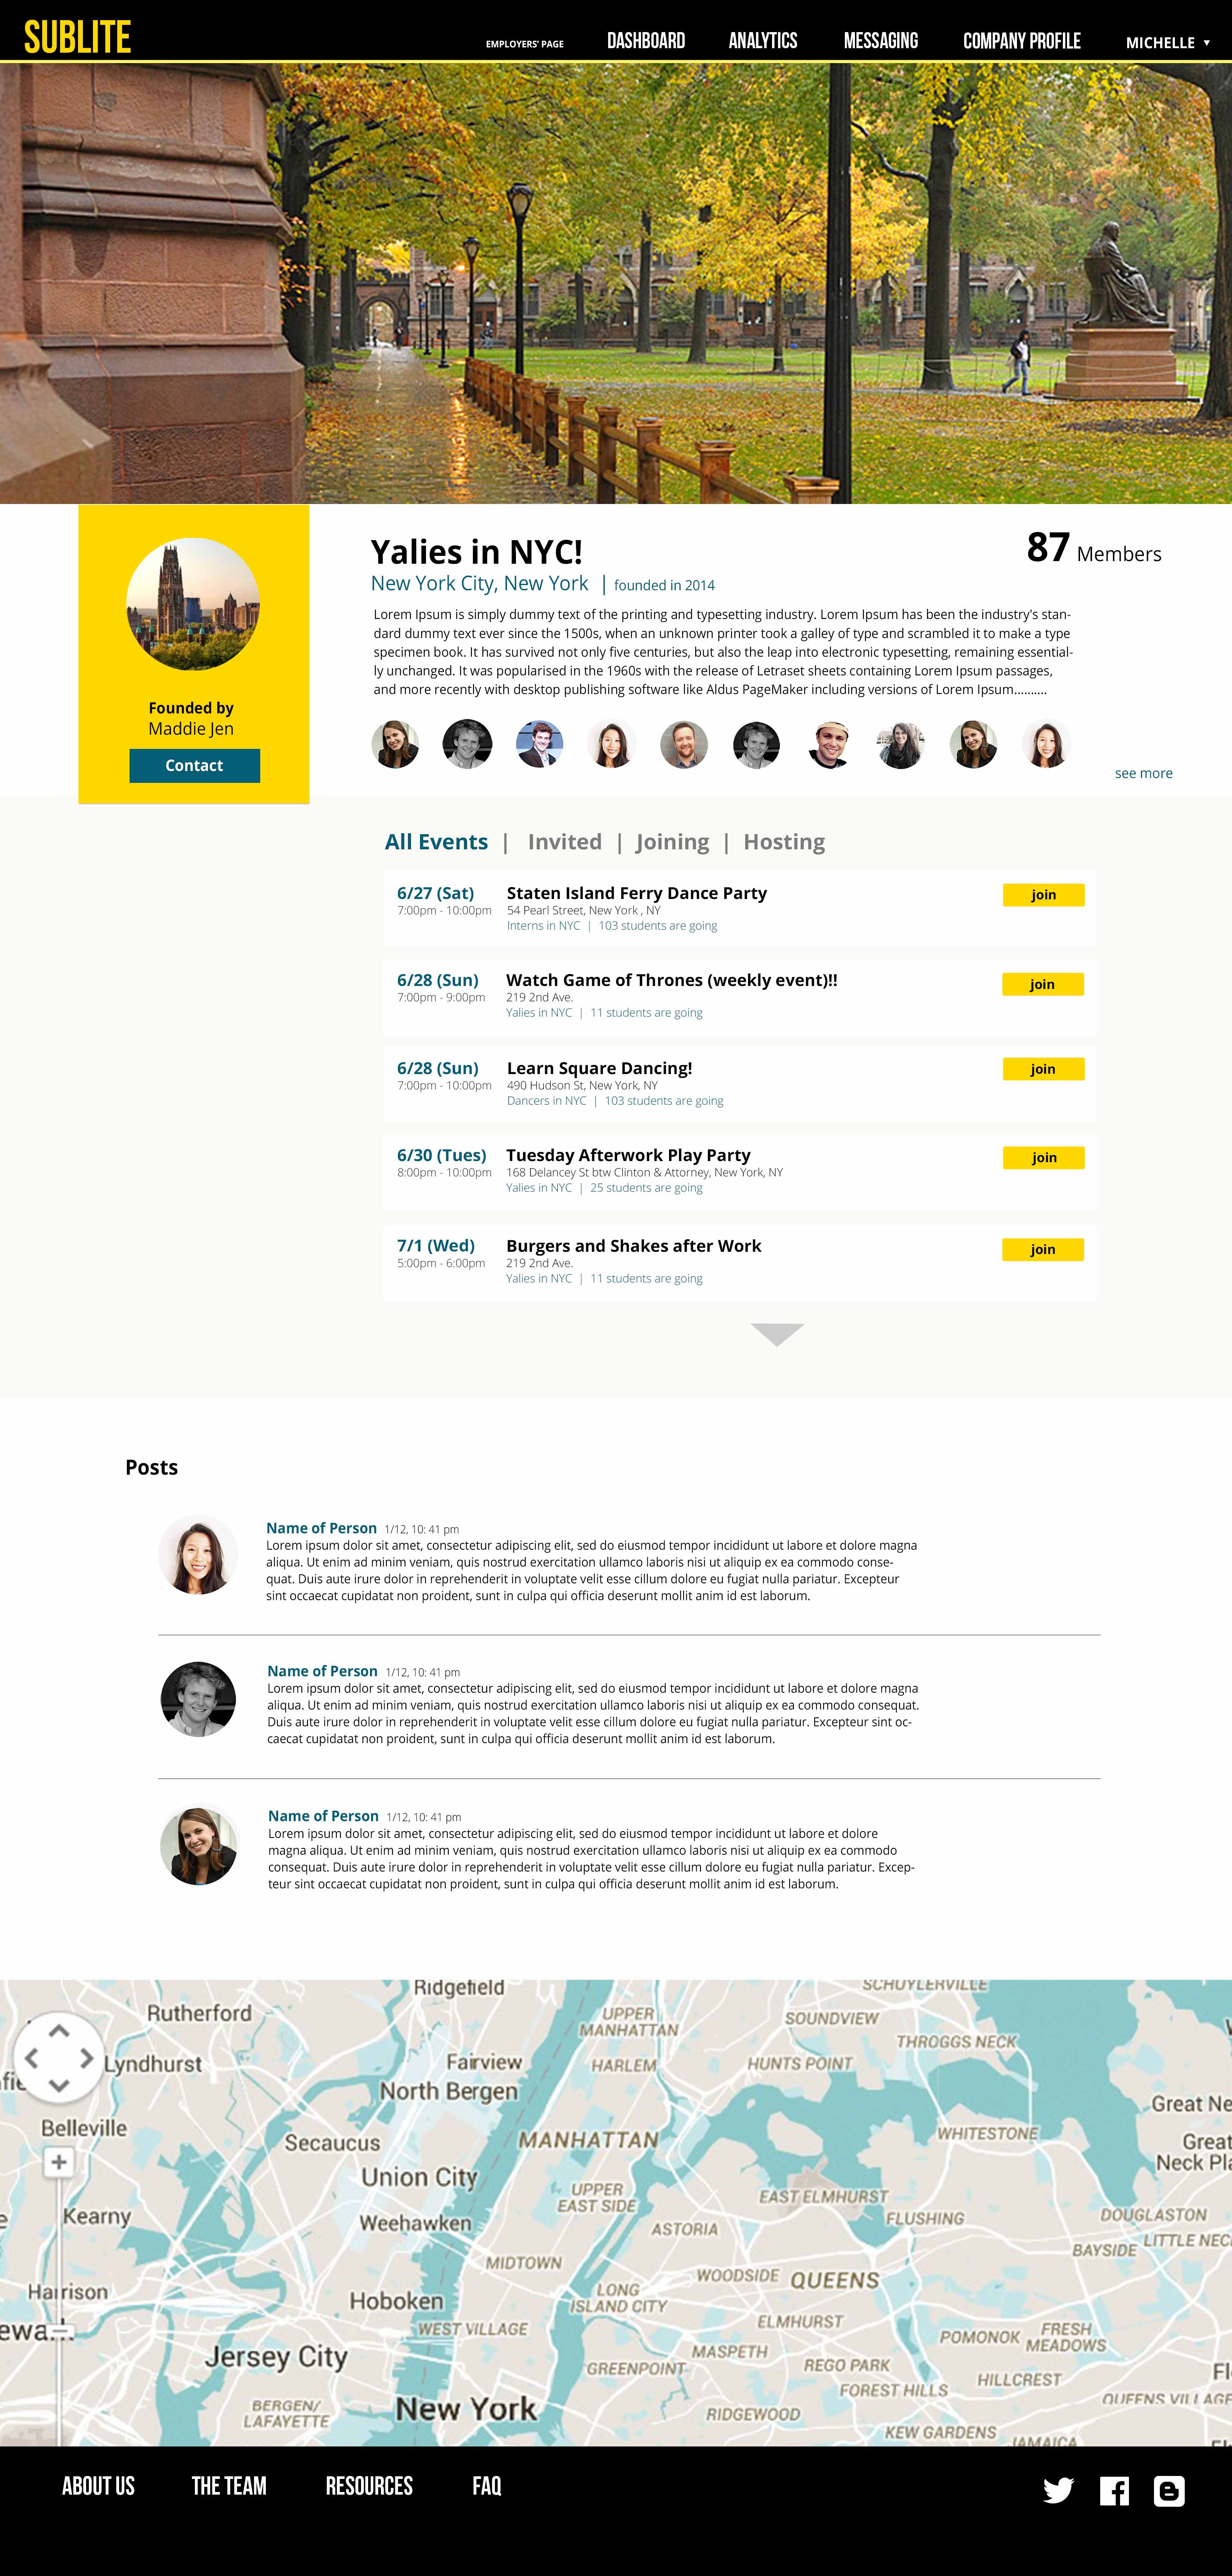 SUBLITE
EMPLOYERS' PAGE
DASHBOARD
ANALYTICS
MESSAGING
COMPANY PROFILE
MICHELLE
Founded by
Maddie Jen
Contact
Yalies in NYC!
87 Members
New York City, New York | founded in 2014
Lorem Ipsum is simply dummy text of the printing and typesetting industry. Lorem Ipsum has been the industry's stan-
dard dummy text ever since the 1500s, when an unknown printer took a galley of type and scrambled it to make a type
specimen book. It has survived not only five centuries, but also the leap into electronic typesetting, remaining essential-
ly unchanged. It was popularised in the 1960s with the release of Letraset sheets containing Lorem Ipsum passages,
and more recently with desktop publishing software like Aldus PageMaker including versions of Lorem Ipsum..........
see more
All Events | Invited | Joining | Hosting
6/27 (Sat)
7:00pm - 10:00pm
Staten Island Ferry Dance Party
54 Pearl Street, New York , NY
Interns in NYC | 103 students are going
join
6/28 (Sun)
7:00pm - 9:00pm
Watch Game of Thrones (weekly event)!!
219 2nd Ave.
Yalies in NYC | 11 students are going
join
6/28 (Sun)
7:00pm - 10:00pm
Learn Square Dancing!
490 Hudson St, New York, NY
Dancers in NYC | 103 students are going
join
6/30 (Tues)
8:00pm - 10:00pm
Tuesday Afterwork Play Party
168 Delancey St btw Clinton & Attorney, New York, NY
Yalies in NYC | 25 students are going
join
7/1 (Wed)
5:00pm - 6:00pm
Burgers and Shakes after Work
219 2nd Ave.
Yalies in NYC | 11 students are going
join
Posts
Name of Person 1/12, 10: 41 pm
Lorem ipsum dolor sit amet, consectetur adipiscing elit, sed do eiusmod tempor incididunt ut labore et dolore magna
aliqua. Ut enim ad minim veniam, quis nostrud exercitation ullamco laboris nisi ut aliquip ex ea commodo conse-
quat. Duis aute irure dolor in reprehenderit in voluptate velit esse cillum dolore eu fugiat nulla pariatur. Excepteur
sint occaecat cupidatat non proident, sunt in culpa qui officia deserunt mollit anim id est laborum.
Name of Person 1/12, 10: 41 pm
Lorem ipsum dolor sit amet, consectetur adipiscing elit, sed do eiusmod tempor incididunt ut labore et dolore magna
aliqua. Ut enim ad minim veniam, quis nostrud exercitation ullamco laboris nisi ut aliquip ex ea commodo consequat.
Duis aute irure dolor in reprehenderit in voluptate velit esse cillum dolore eu fugiat nulla pariatur. Excepteur sint oc-
caecat cupidatat non proident, sunt in culpa qui officia deserunt mollit anim id est laborum.
Name of Person 1/12, 10: 41 pm
Lorem ipsum dolor sit amet, consectetur adipiscing elit, sed do eiusmod tempor incididunt ut labore et dolore
magna aliqua. Ut enim ad minim veniam, quis nostrud exercitation ullamco laboris nisi ut aliquip ex ea commodo
consequat. Duis aute irure dolor in reprehenderit in voluptate velit esse cillum dolore eu fugiat nulla pariatur. Excep-
teur sint occaecat cupidatat non proident, sunt in culpa qui officia deserunt mollit anim id est laborum.
Ridgefield
SCHUYLERVILLE
Rutherford
UPPER
MANHATTAN
SOUNDVIEW
THROGGS NECK
Lyndhurst
Fairview
HARLEM
HUNTS POINT
North Bergen
Great Ne
Belleville
Secaucus
MANHATTAN
WHITESTONE
Great
Neck Pla
Union City
UPPER
EAST SIDE
EAST ELMHURST
Kearny
Weehawken
ASTORIA
FLUSHING
DOUGLASTON
LITTLE NEC
BAYSIDE
MIDTOWN
WOODSIDE
QUEENS
Harrison
Hoboken
LONG
ISLAND CITY
WEST VILLAGE
ELMHURST
POMONOK
FRESH
MEADOWS
Jersey City
MASPETH
GREENPOINT
REGO PARK
FOREST HILLS
HILLCREST
QUEENS VILLAGE
BERGEN/
LAFAYETTE
New York
RIDGEWOOD
KEW GARDENS
JAMAICA
ABOUT US
THE TEAM
RESOURCES
FAQ